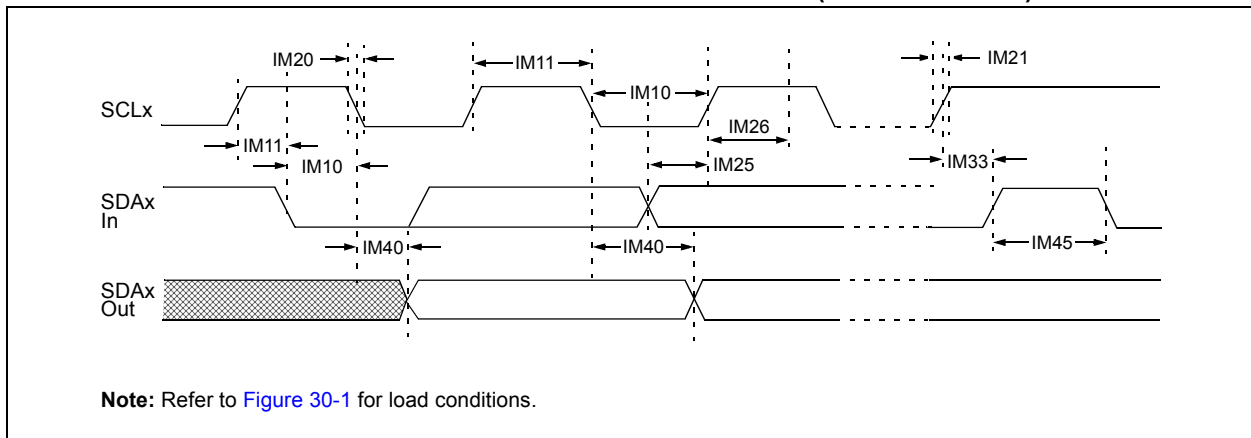 IM20
IM11
IM21
IM10
SCLx
IM26
IM11
IM10
IM25
IM33
SDAx
In
IM40
IM40
IM45
SDAx
Out
Note: Refer to Figure 30-1 for load conditions.